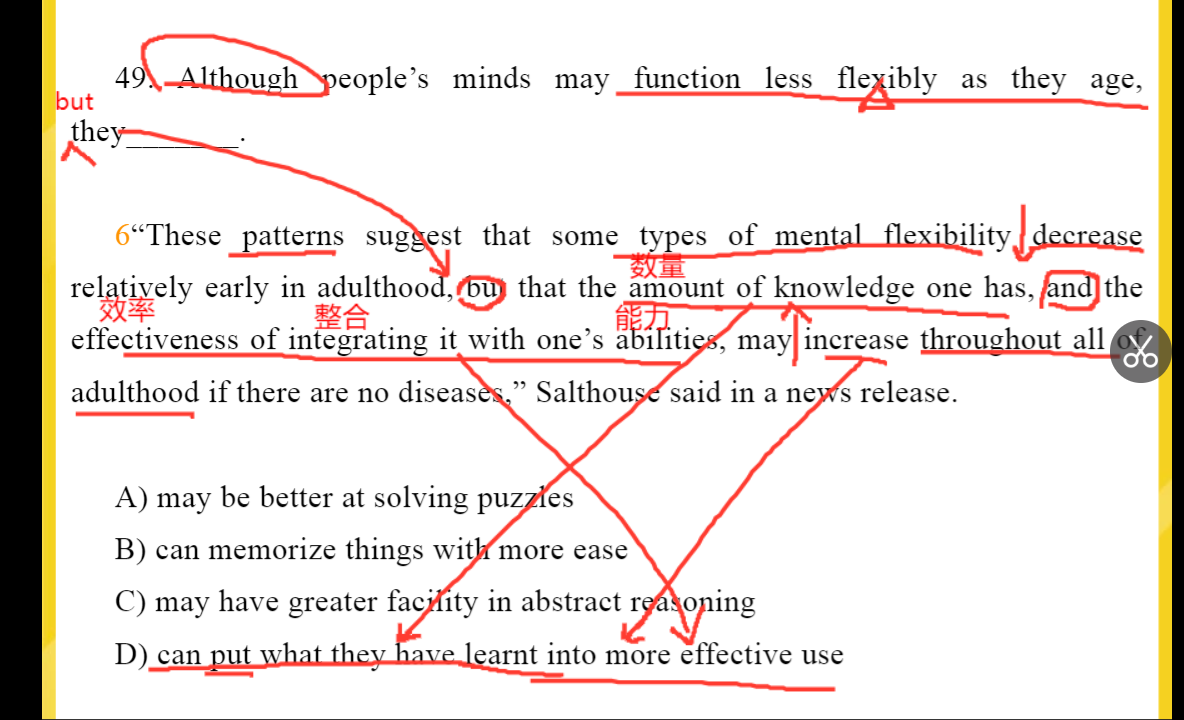 49. Although people’s minds may function less flexibly as they age,
but
they_______.
6“These patterns suggest that some types of mental flexibility decrease
数量
relatively early in adulthood, but that the amount of knowledge one has, and the
效率 整合 能力
effectiveness of integrating it with one’s abilities, may increase throughout all of
adulthood if there are no diseases,” Salthouse said in a news release.
A) may be better at solving puzzles
B) can memorize things with more ease
C) may have greater facility in abstract reasoning
D) can put what they have learnt into more effective use